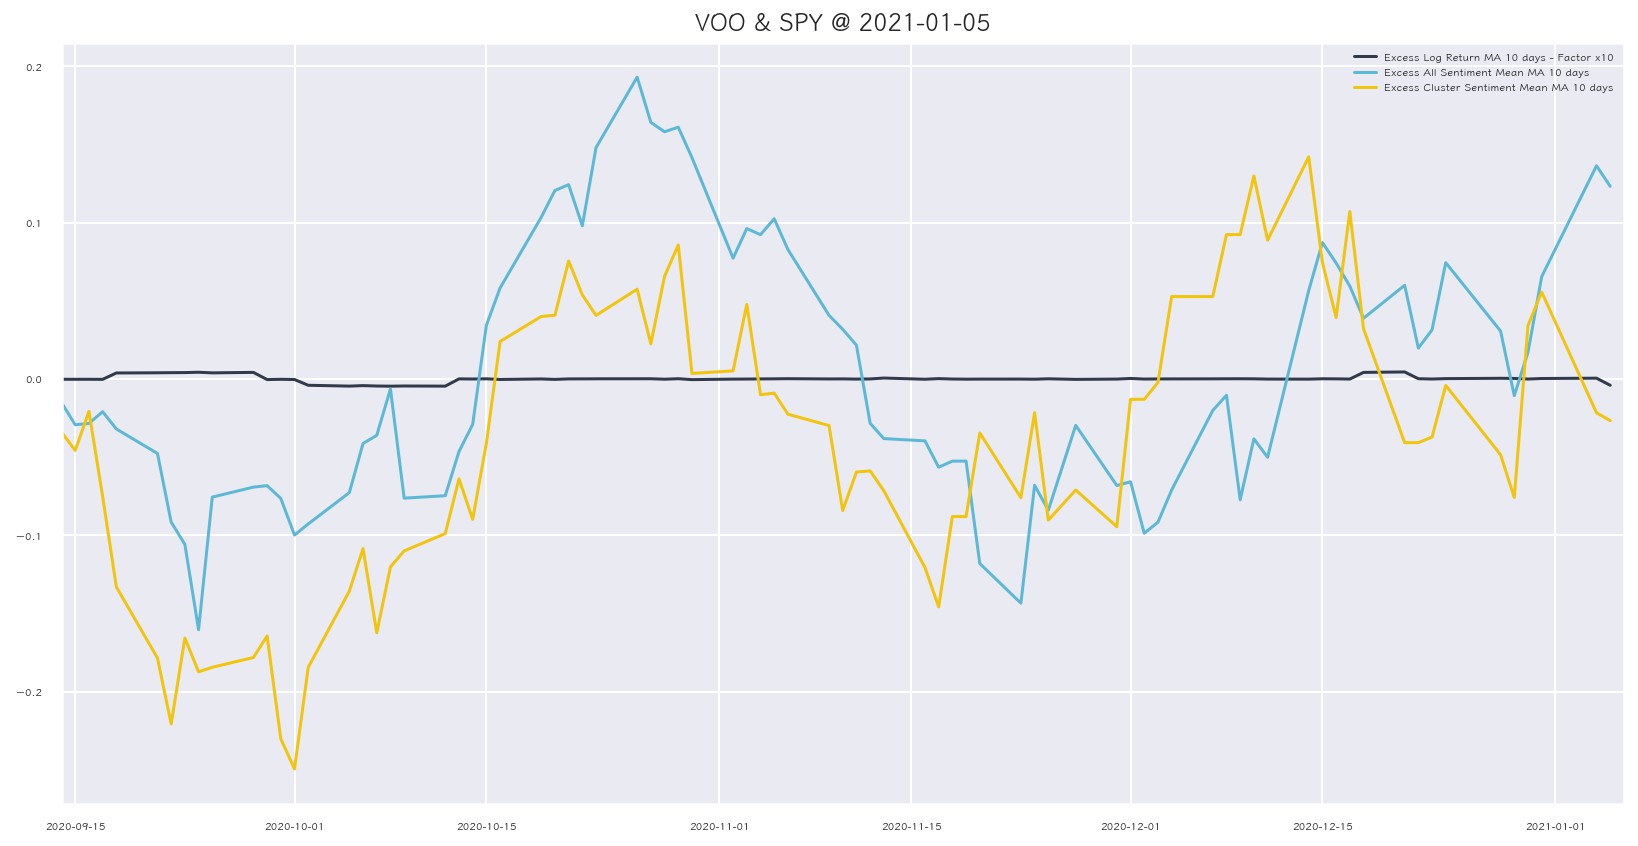 VOO & SPY @ 2021-01-05
Excess Log Return MA 10 days - Factor x10
Excess All Sentiment Mean MA 10 days
Excess Cluster Sentiment Mean MA 10 days
0.2
0.1
0.0
−0.1
−0.2
2020-09-15 2020-10-01 2020-10-15 2020-11-01 2020-11-15 2020-12-01 2020-12-15 2021-01-01